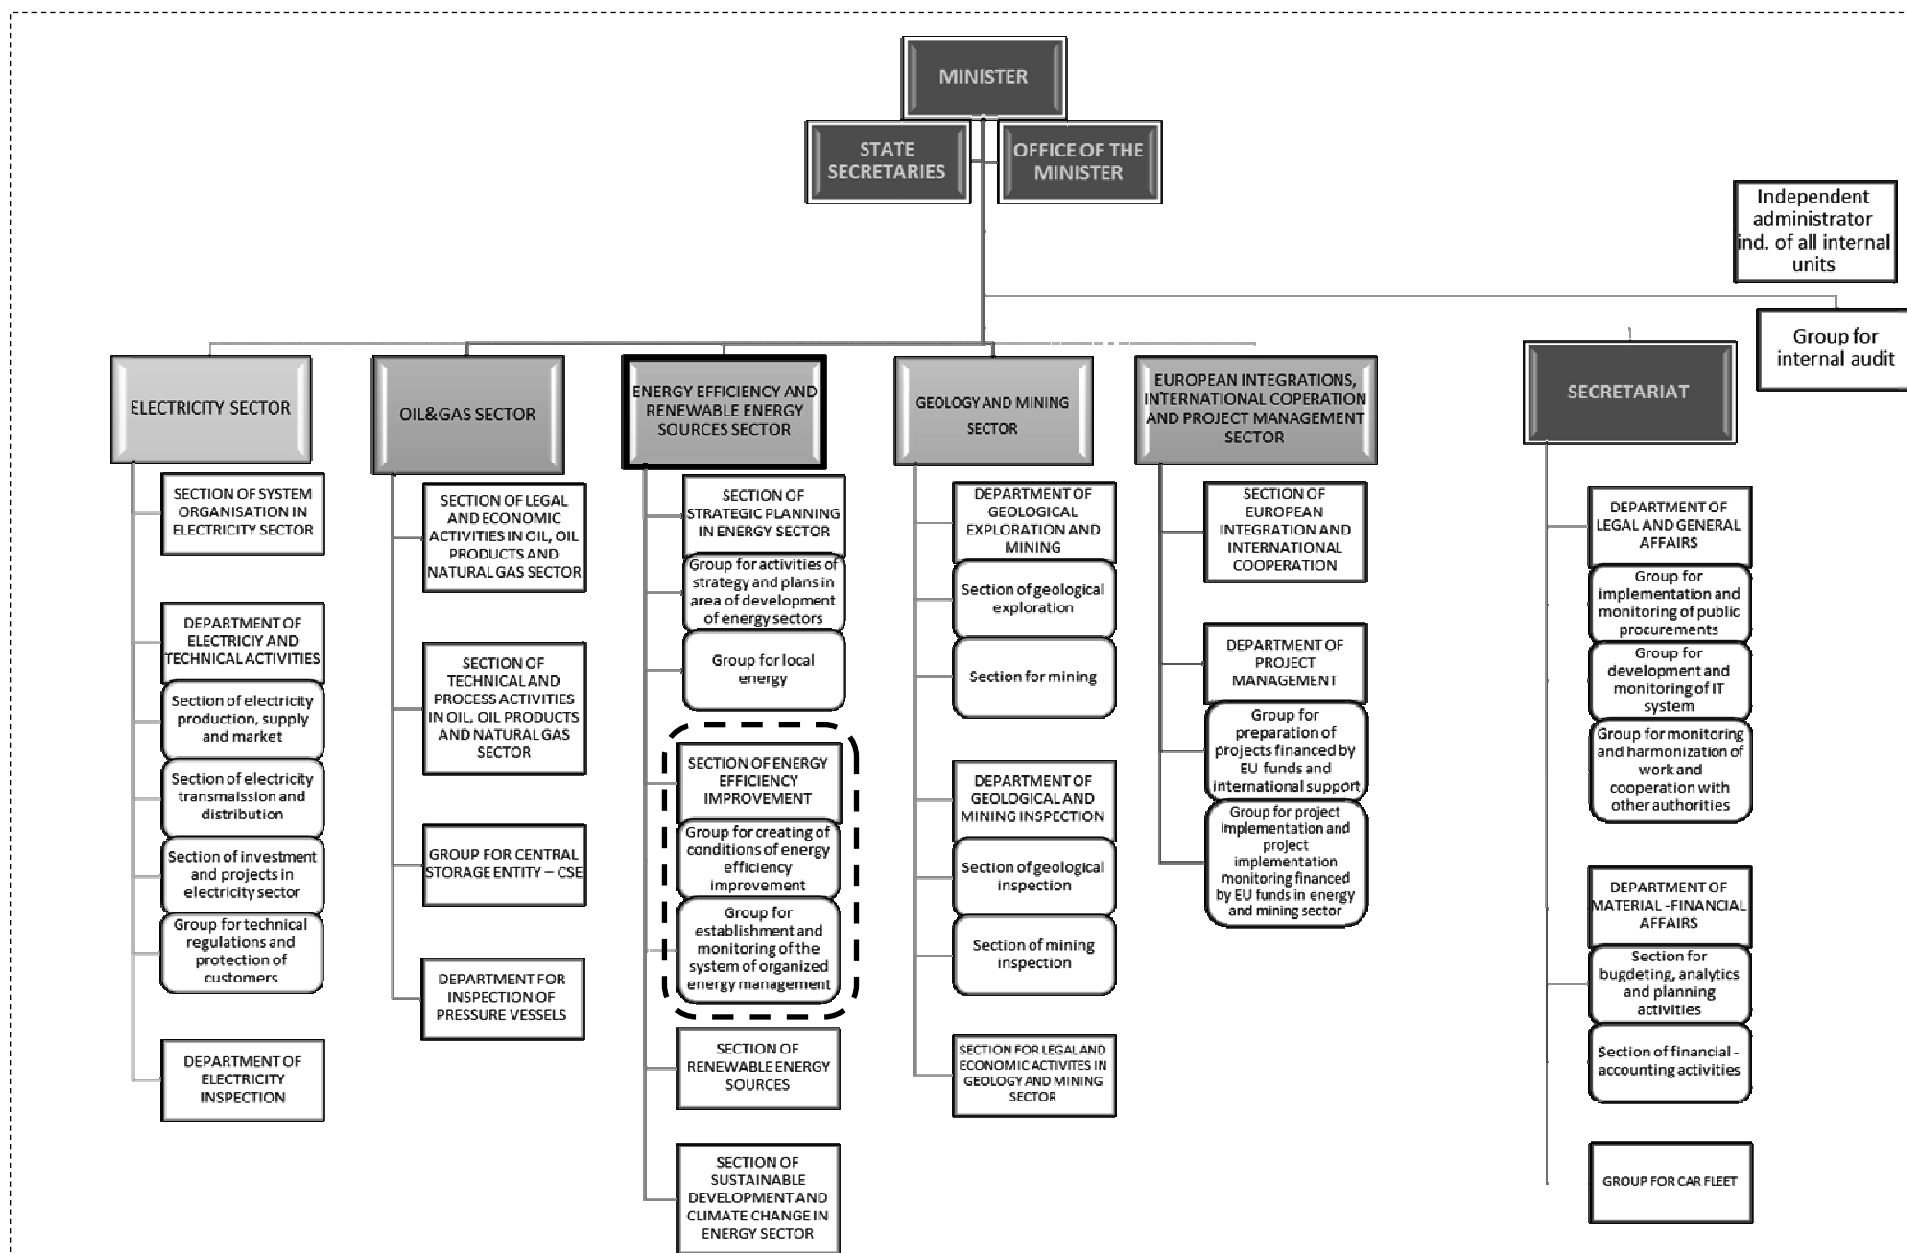 MINISTER
STATE
SECRETARIES
OFFICE OF THE
MINISTER
Independent
administrator
ind. of all internal
units
Group for
internal audit
ELECTRICITY SECTOR
SECTION OF SYSTEM
ORGANISATION IN
ELECTRICITY SECTOR
DEPARTMENT OF
ELECTRICIY AND
TECHNICAL ACTIVITIES
Section of electricity
production, supply
and market
Section of electricity
transmalssion and
distribution
Section of investment
and projects in
electricity sector
Group for technical
regulations and
protection of
customers
DEPARTMENT OF
ELECTRICITY
INSPECTION
OIL&GAS SECTOR
SECTION OF LEGAL
AND ECONOMIC
ACTIVITIES IN OIL, OIL
PRODUCTS AND
NATURAL GAS SECTOR
SECTION OF
TECHNICAL AND
PROCESS ACTIVITIES
IN OIL, OIL PRODUCTS
AND NATURAL GAS
SECTOR
GROUP FOR CENTRAL
STORAGE ENTITY – CSE
DEPARTMENT FOR
INSPECTION OF
PRESSURE VESSELS
ENERGY EFFICIENCY AND
RENEWABLE ENERGY
SOURCES SECTOR
SECTION OF
STRATEGIC PLANNING
IN ENERGY SECTOR
Group for activities of
strategy and plans in
area of development
of energy sectors
Group for local
energy
SECTION OF ENERGY
EFFICIENCY
IMPROVEMENT
Group for creating of
conditions of energy
efficiency
improvement
Group for
establishment and
monitoring of the
system of organized
energy management
SECTION OF
RENEWABLE ENERGY
SOURCES
SECTION OF
SUSTAINABLE
DEVELOPMENT AND
CLIMATE CHANGE IN
ENERGY SECTOR
GEOLOGY AND MINING
SECTOR
DEPARTMENT OF
GEOLOGICAL
EXPLORATION AND
MINING
Section of geological
exploration
Section for mining
DEPARTMENT OF
GEOLOGICAL AND
MINING INSPECTION
Section of geological
inspection
Section of mining
inspection
SECTION FOR LEGAL AND
ECONOMIC ACTIVITES IN
GEOLOGY AND MINING
SECTOR
EUROPEAN INTEGRATIONS,
INTERNATIONAL COPERATION
AND PROJECT MANAGEMENT
SECTOR
SECTION OF
EUROPEAN
INTEGRATION AND
INTERNATIONAL
COOPERATION
DEPARTMENT OF
PROJECT
MANAGEMENT
Group for
preparation of
projects financed by
EU funds and
international support
Group for project
implementation and
project
implementation
monitoring financed
by EU funds in energy
and mining sector
SECRETARIAT
DEPARTMENT OF
LEGAL AND GENERAL
AFFAIRS
Group for
implementation and
monitoring of public
procurements
Group for
development and
monitoring of IT
system
Group for monitoring
and harmonization of
work and
cooperation with
other authorities
DEPARTMENT OF
MATERIAL -FINANCIAL
AFFAIRS
Section for
bugdeting, analytics
and planning
activities
Section of financial -
accounting activities
GROUP FOR CAR FLEET